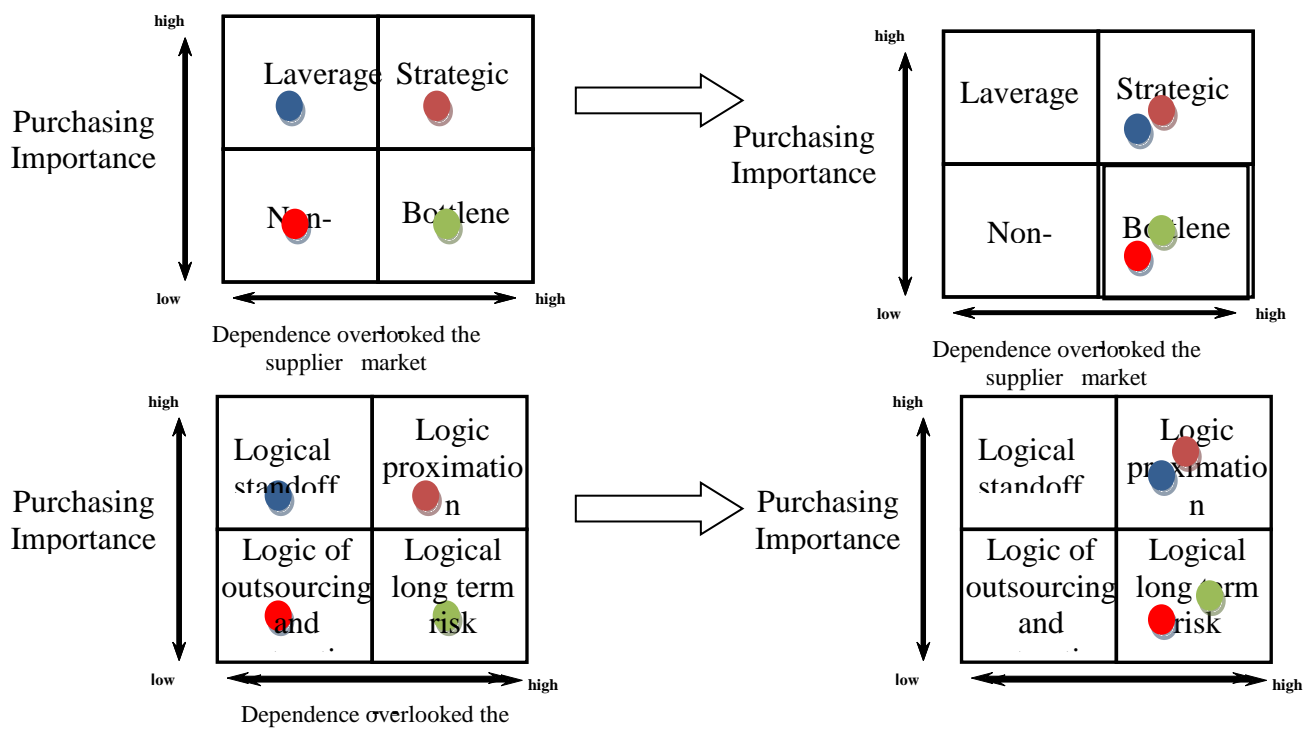 high
Laverage Strategic
Purchasing
Importance
Non-
Bottlene
low
high
Dependence overlooked the
supplier market
high
Laverage
Strategic
Purchasing
Importance
Non-
Bottlene
low
high
Dependence overlooked the
supplier market
high
Logical
standoff
Logic
proximatio
n
Purchasing
Importance
Logic of
outsourcing
and
Logical
long term
risk
low
high
Dependence overlooked the
high
Logical
standoff
Logic
proximatio
n
Purchasing
Importance
Logic of
outsourcing
and
Logical
long term
risk
low
high